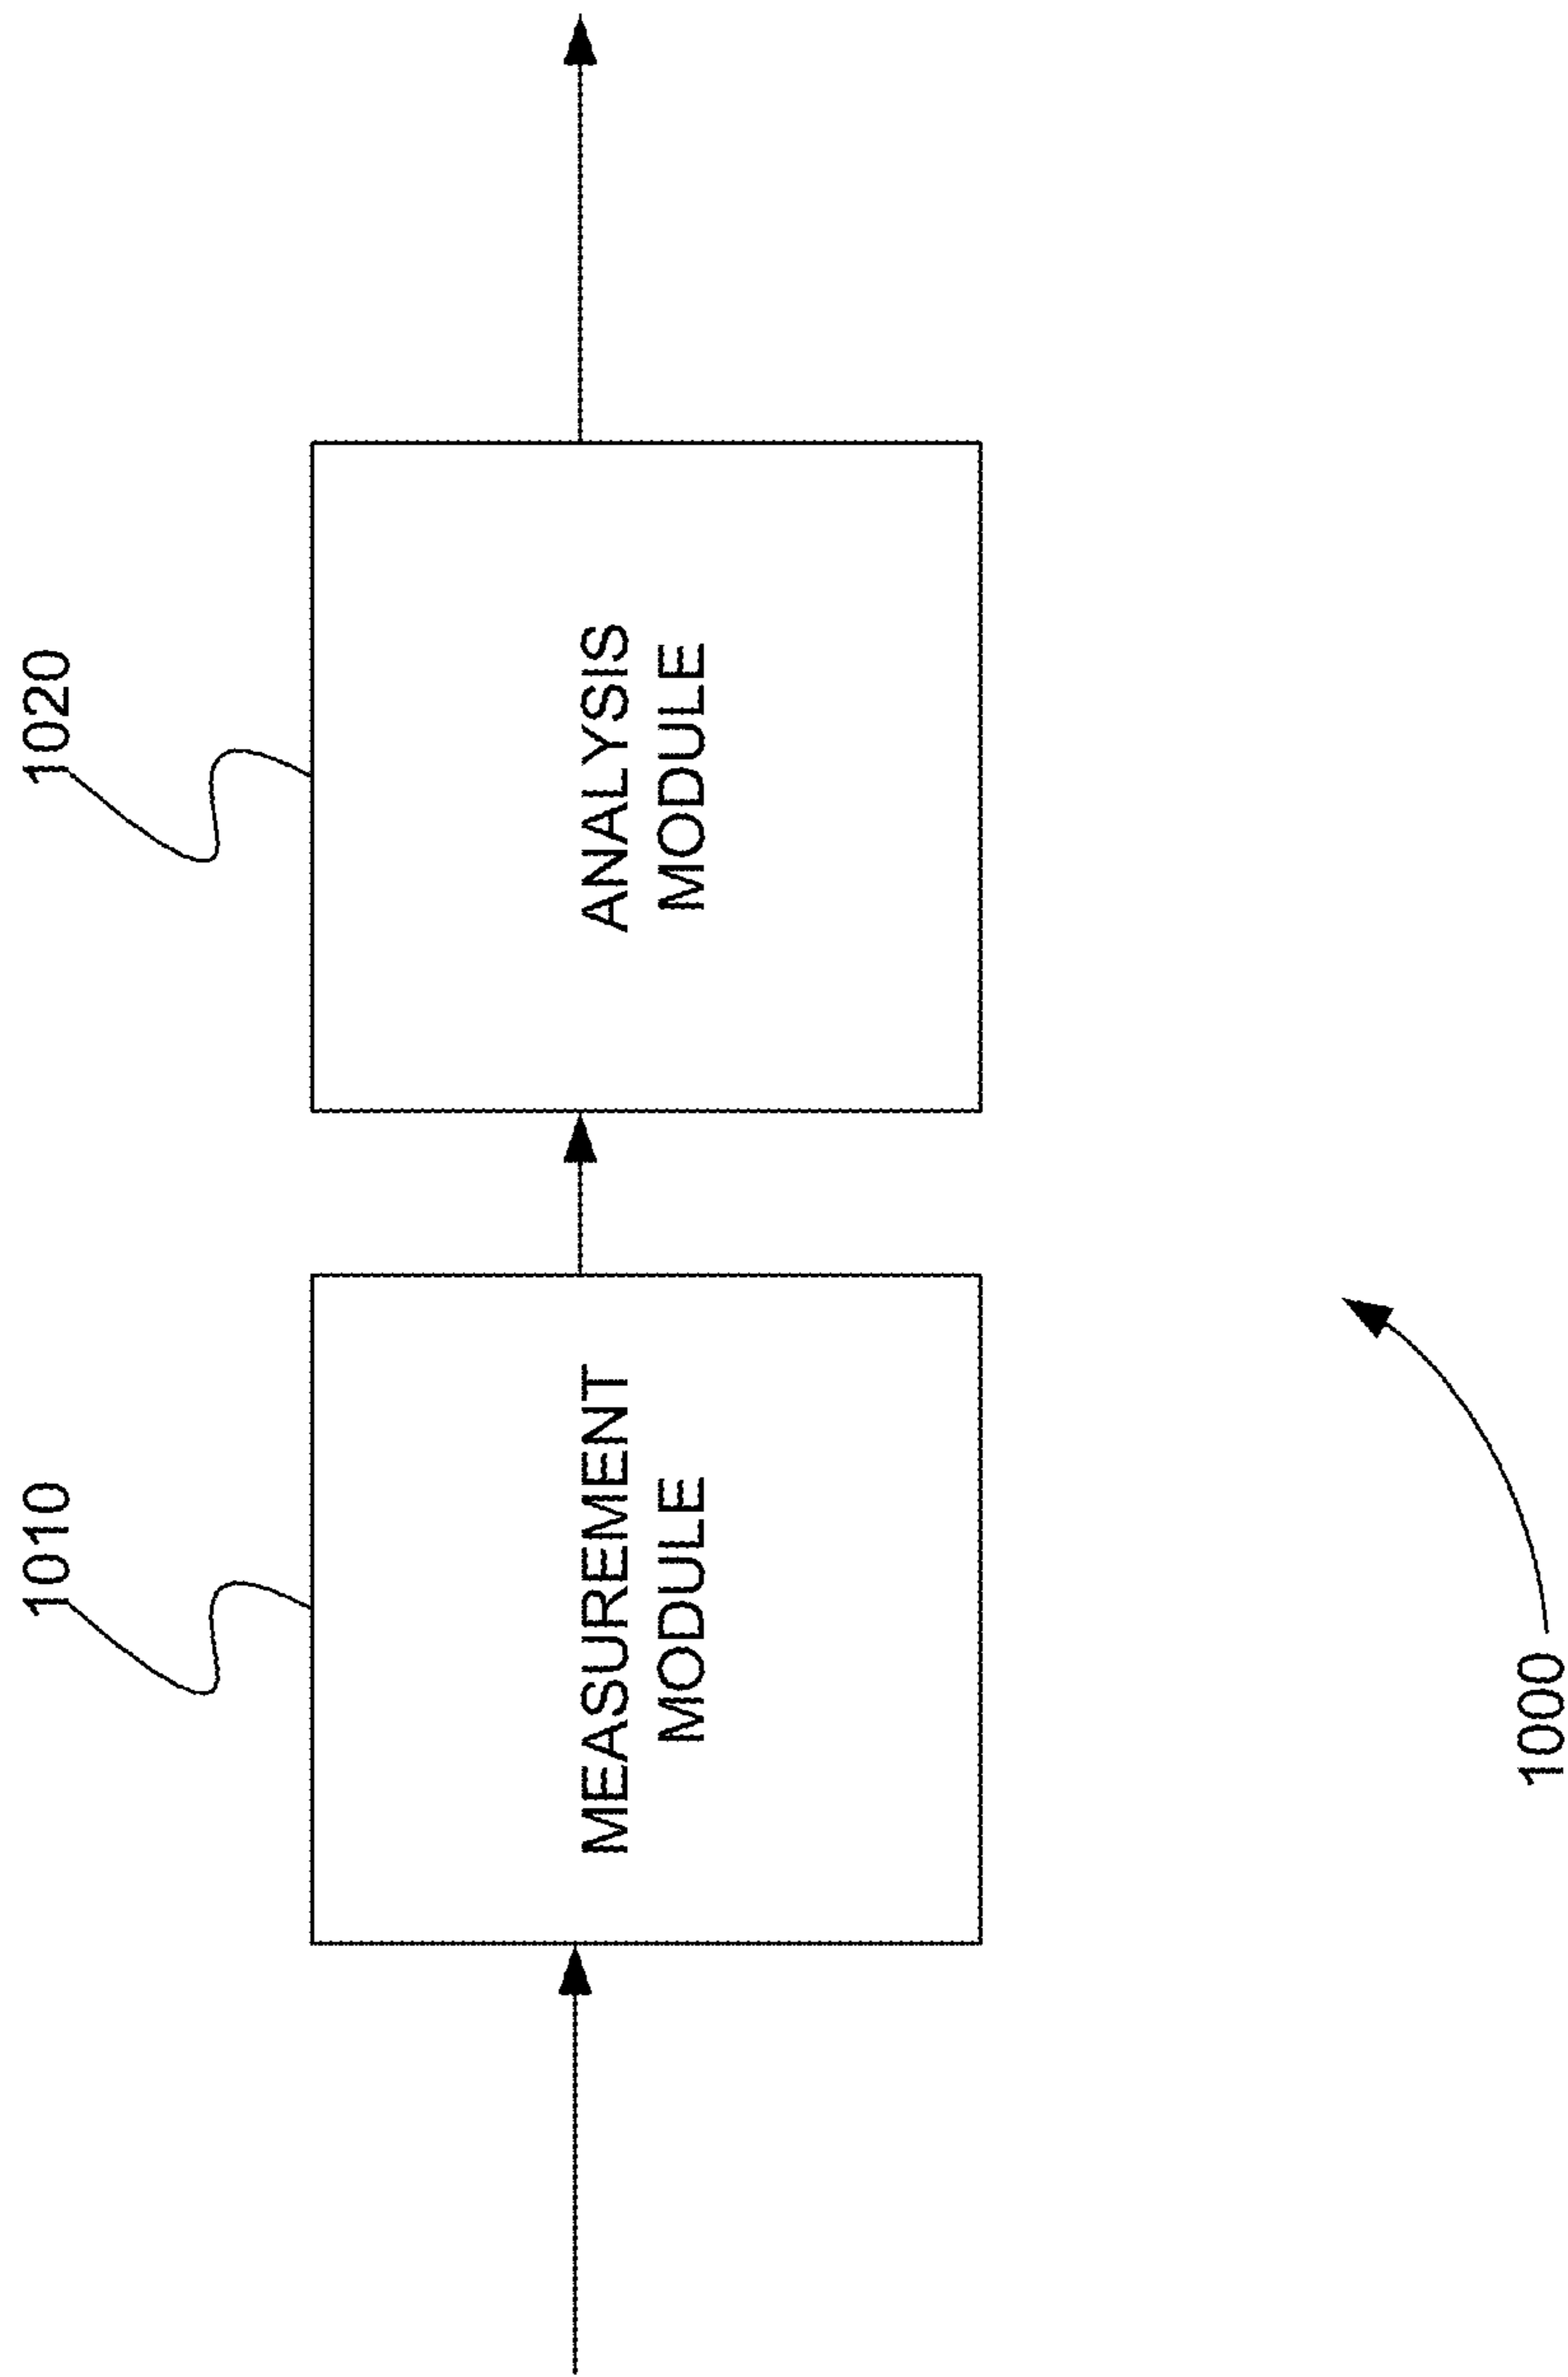 1010
1020
MEASUREMENT
MODULE
ANALYSIS
MODULE
1000